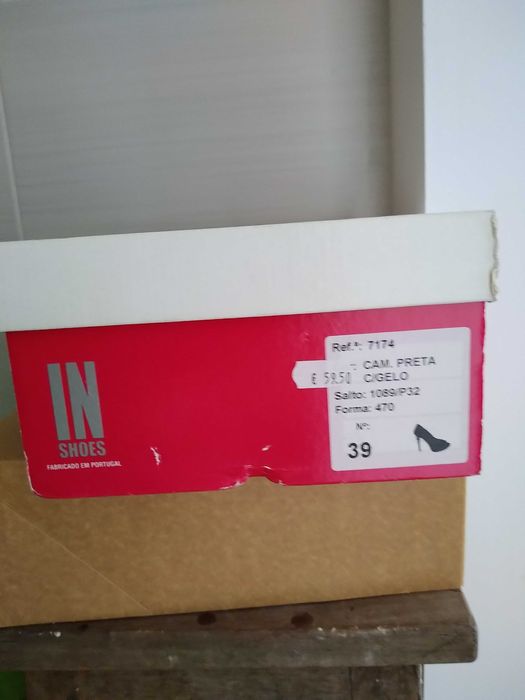 IN
SHOES
FABRICADO EM PORTUGAL
Ref.ª: 7174
CAM. PRETA
€ 59.50
C/GELO
Salto: 1089/P32
Forma: 470
Nº:
39